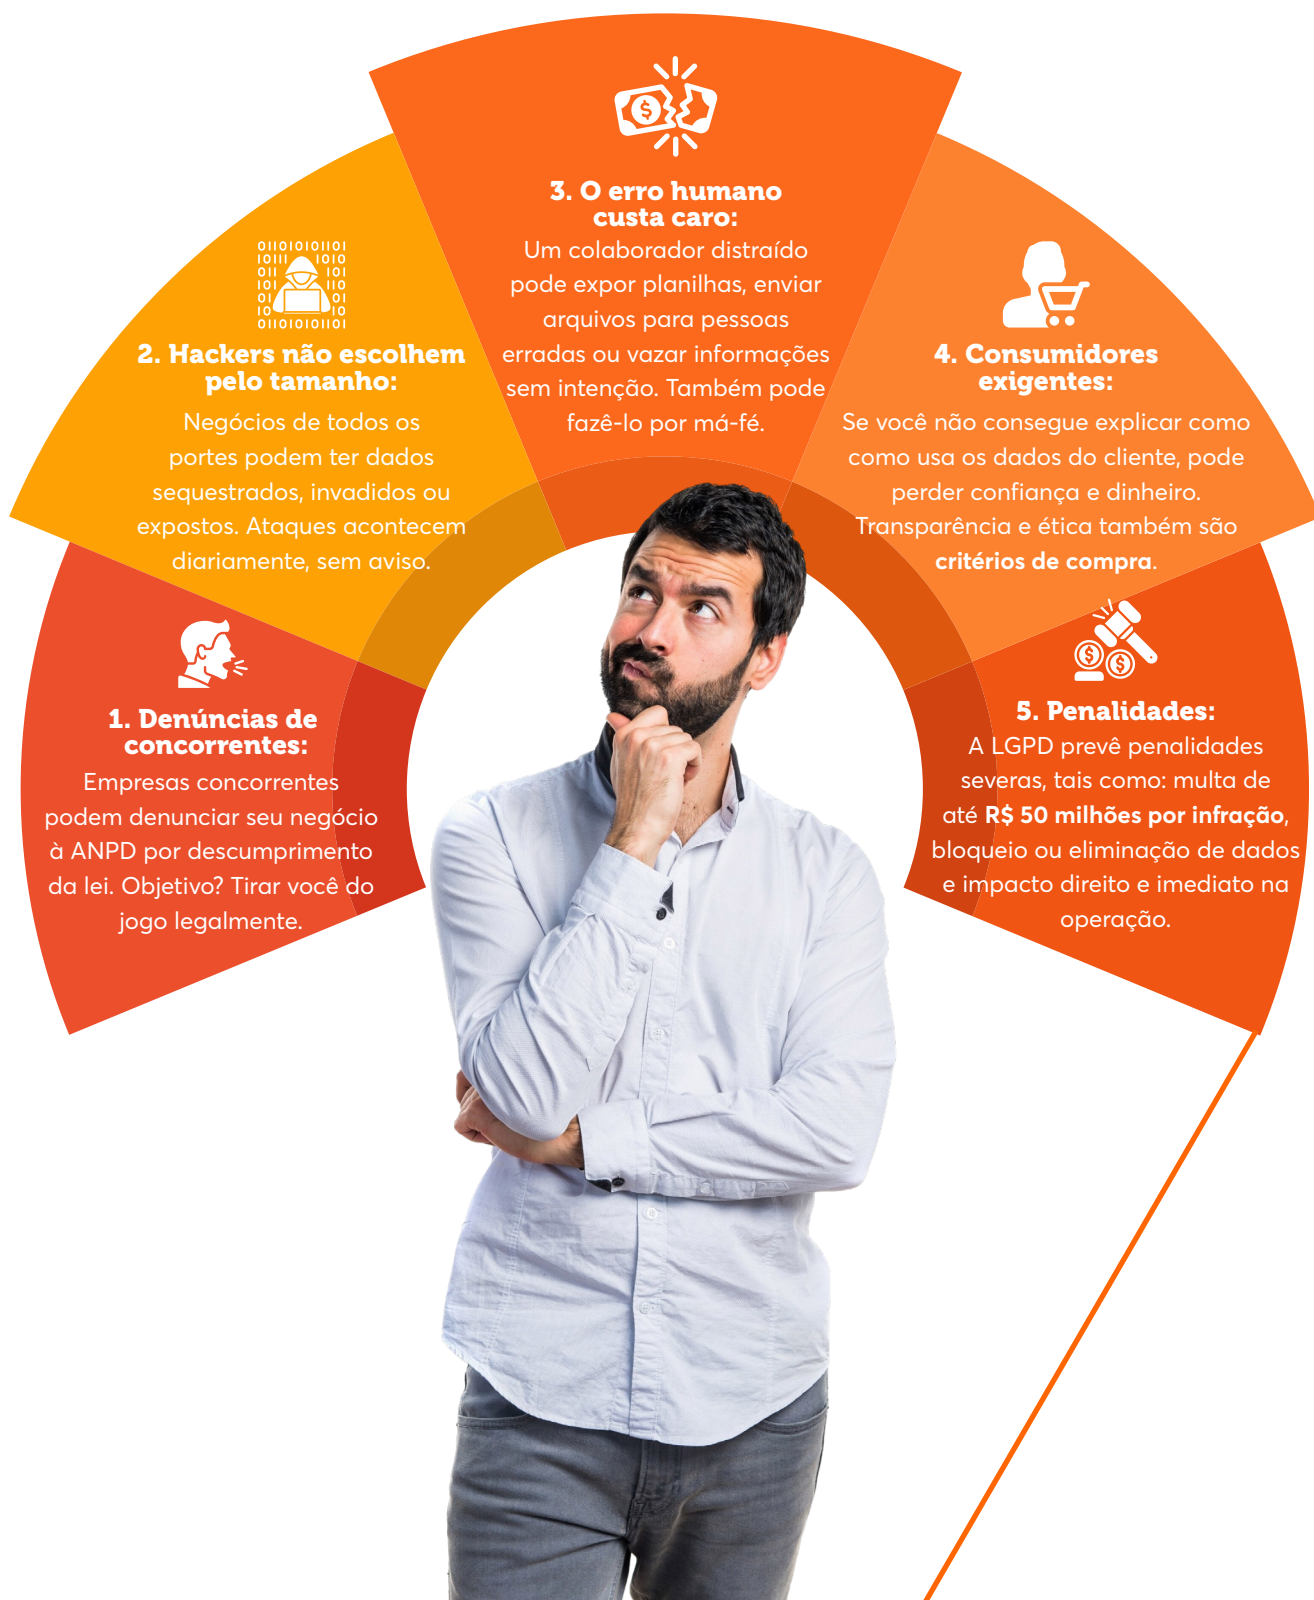 3. O erro humano
custa caro:
Um colaborador distraído
pode expor planilhas, enviar
arquivos para pessoas
erradas ou vazar informações
sem intenção. Também pode
fazê-lo por má-fé.
2. Hackers não escolhem
pelo tamanho:
Negócios de todos os
portes podem ter dados
sequestrados, invadidos ou
expostos. Ataques acontecem
diariamente, sem aviso.
4. Consumidores
exigentes:
Se você não consegue explicar como
como usa os dados do cliente, pode
perder confiança e dinheiro.
Transparência e ética também são
critérios de compra.
1. Denúncias de
concorrentes:
Empresas concorrentes
podem denunciar seu negócio
à ANPD por descumprimento
da lei. Objetivo? Tirar você do
jogo legalmente.
5. Penalidades:
A LGPD prevê penalidades
severas, tais como: multa de
até R$ 50 milhões por infração,
bloqueio ou eliminação de dados
e impacto direito e imediato na
operação.